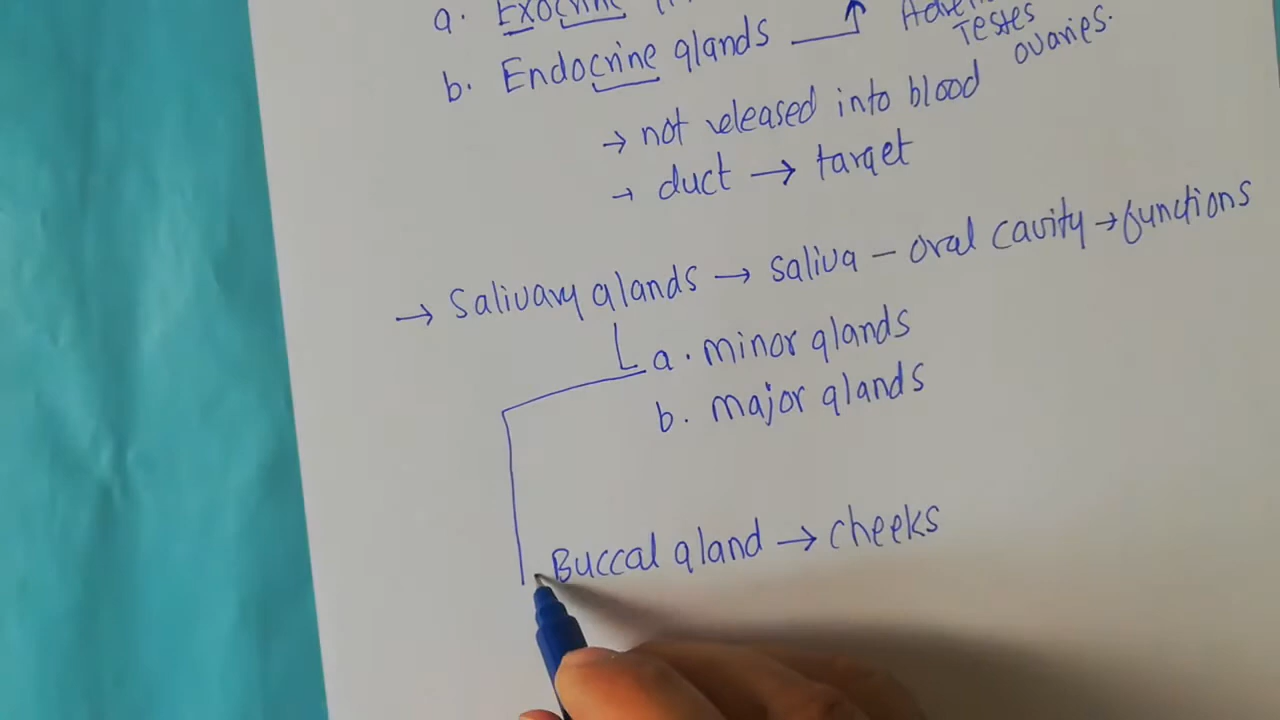 a. Exocrine
b. Endocrine glands
Testes
ovaries.
→ not released into blood
→ duct → target
→ Salivary glands → saliva – oral cavity → functions
a. minor glands
b. major glands
Buccal gland → cheeks